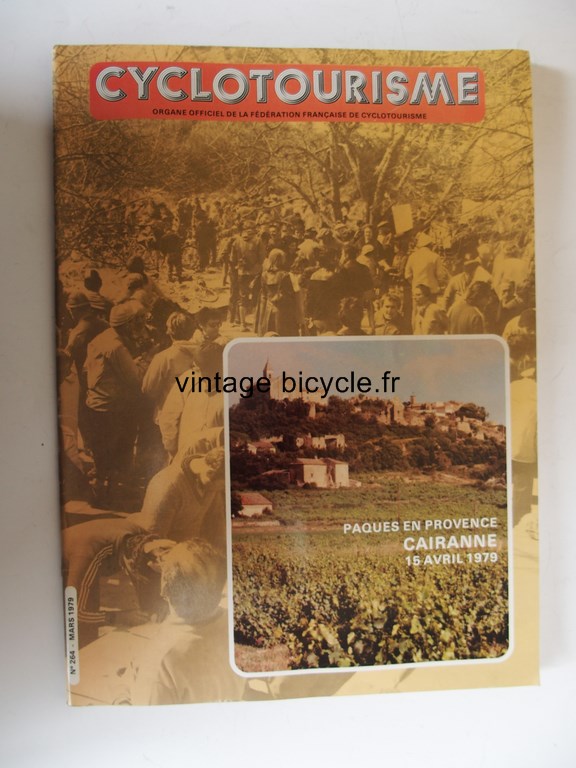 CYCLOTOURISME
ORGANE OFFICIEL DE LA FÉDÉRATION FRANÇAISE DE CYCLOTOURISME
vintage bicycle.fr
PAQUES EN PROVENCE
CAIRANNE
15 AVRIL 1979
N° 264 - MARS 1979